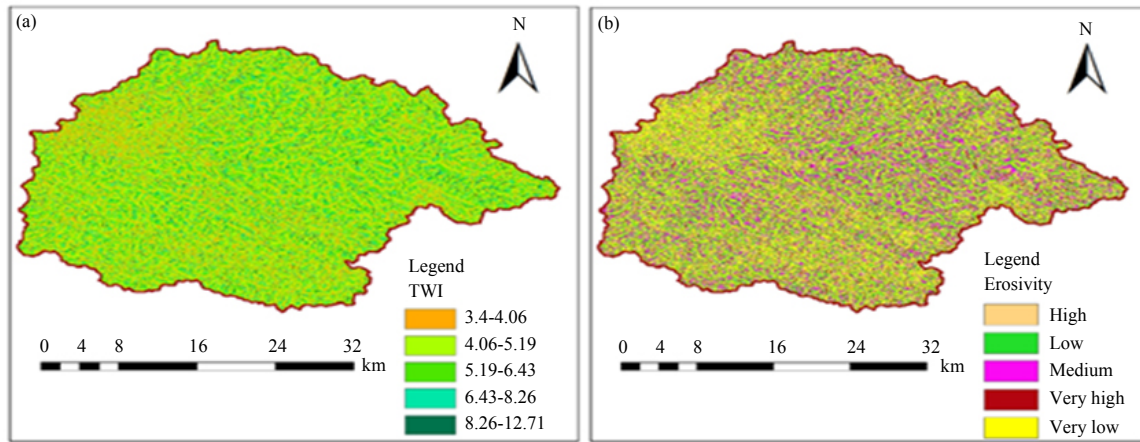 (a)
N
Legend
TWI
3.4-4.06
4.06-5.19
5.19-6.43
6.43-8.26
8.26-12.71
0 4 8 16 24 32
km
(b)
N
Legend
Erosivity
High
Low
Medium
Very high
Very low
0 4 8 16 24 32
km